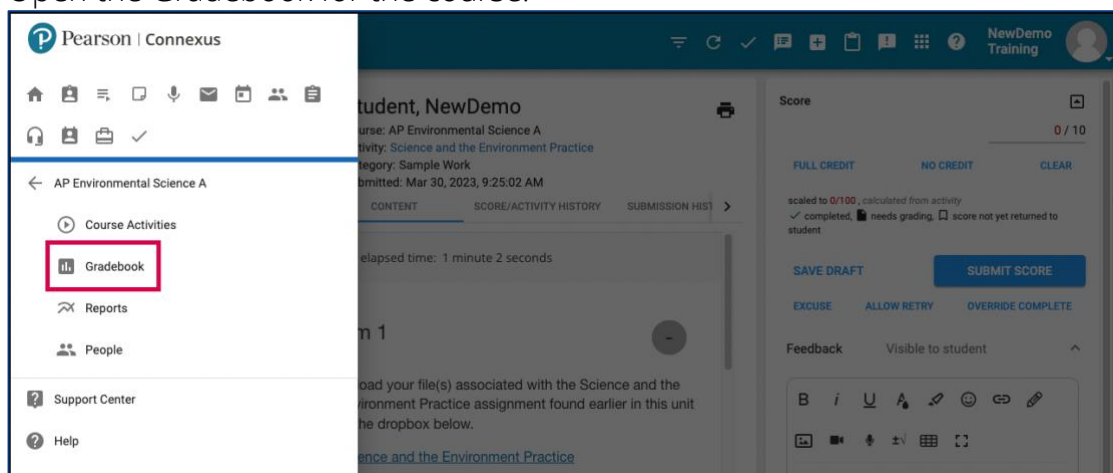 Open the Gradebook for the course.
Pearson | Connexus
NewDemo
Training
AP Environmental Science A
Course Activities
Gradebook
Reports
People
Support Center
Help
tudent, NewDemo
urse: AP Environmental Science A
tivity: Science and the Environment Practice
tegory: Sample Work
bmitted: Mar 30, 2023, 9:25:02 AM
CONTENT SCORE/ACTIVITY HISTORY SUBMISSION HIST
elapsed time: 1 minute 2 seconds
m 1
oad your file(s) associated with the Science and the
vironment Practice assignment found earlier in this unit
he dropbox below.
ence and the Environment Practice
Score
0 / 10
FULL CREDIT NO CREDIT CLEAR
scaled to 0/100 , calculated from activity
completed, needs grading, score not yet returned to
student
SAVE DRAFT SUBMIT SCORE
EXCUSE ALLOW RETRY OVERRIDE COMPLETE
Feedback Visible to student
B i U A